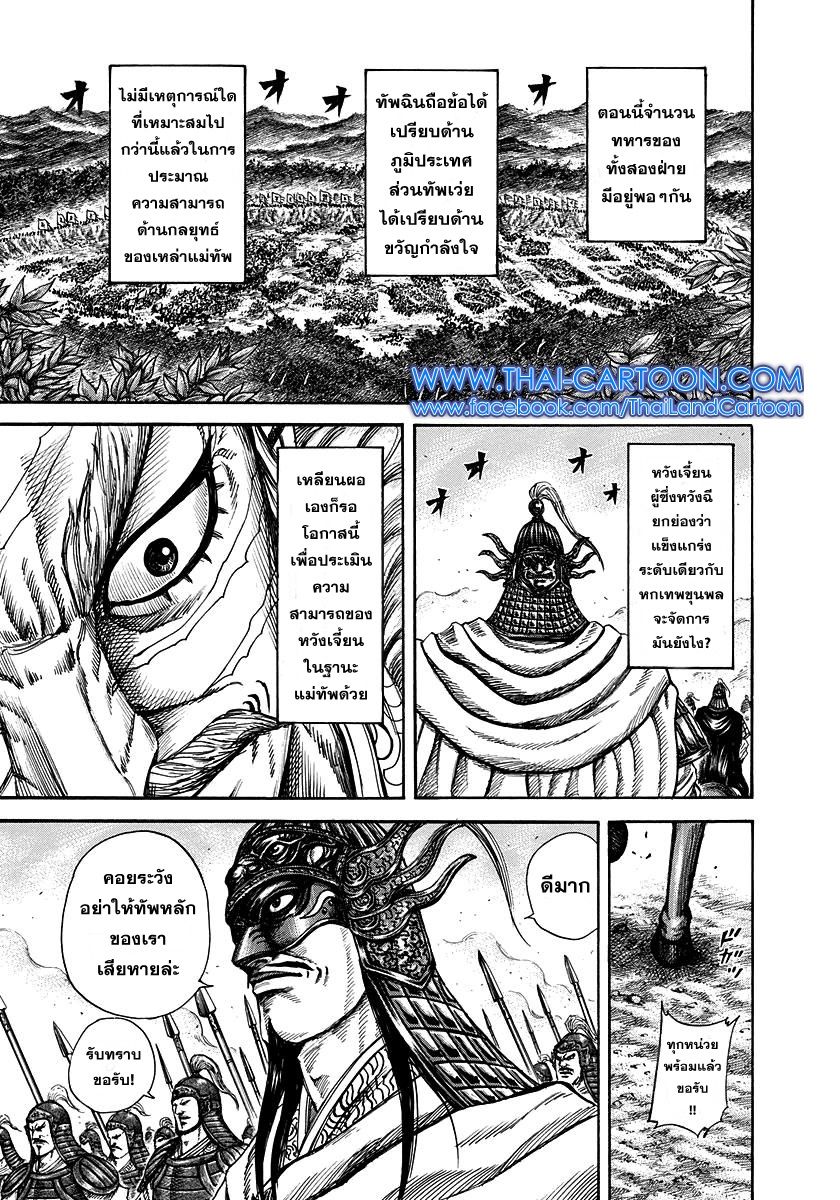 ตอนนี้จำนวน
ทหารของ
ทั้งสองฝ่าย
มีอยู่พอๆกัน
ทัพฉินถือข้อได้
เปรียบด้าน
ภูมิประเทศ
ส่วนทัพเว่ย
ได้เปรียบด้าน
ขวัญกำลังใจ
ไม่มีเหตุการณ์ใด
ที่เหมาะสมไป
กว่านี้แล้วในการ
ประมาณ
ความสามารถ
ด้านกลยุทธ์
ของเหล่าแม่ทัพ
オ
オ
オ
オ
WWW.THAI-CARTOON.COM
www.facebook.com/ThaiLandCartoon
หวังเจี้ยน
ผู้ซึ่งหวังฉี
ยกย่องว่า
แข็งแกร่ง
ระดับเดียวกับ
หกเทพขุนพล
จะจัดการ
มันยังไง?
オ
オ
オ
เหลียนผอ
เองก็รอ
โอกาสนี้
เพื่อประเมิน
ความ
สามารถของ
หวังเจี้ยน
ในฐานะ
แม่ทัพด้วย
ドガッ
ทุกหน่วย
พร้อมแล้ว
ขอรับ
!!
ดีมาก
คอยระวัง
อย่าให้ทัพหลัก
ของเรา
เสียหายล่ะ
รับทราบ
ขอรับ!